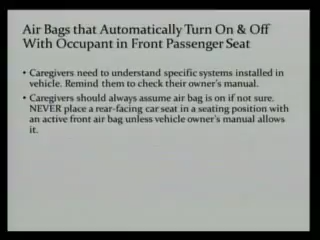 Air Bags that Automatically Turn On & Off
With Occupant in Front Passenger Seat
• Caregivers need to understand specific systems installed in
vehicle. Remind them to check their owner's manual.
• Caregivers should always assume air bag is on if not sure.
NEVER place a rear-facing car seat in a seating position with
an active front air bag unless vehicle owner's manual allows
it.